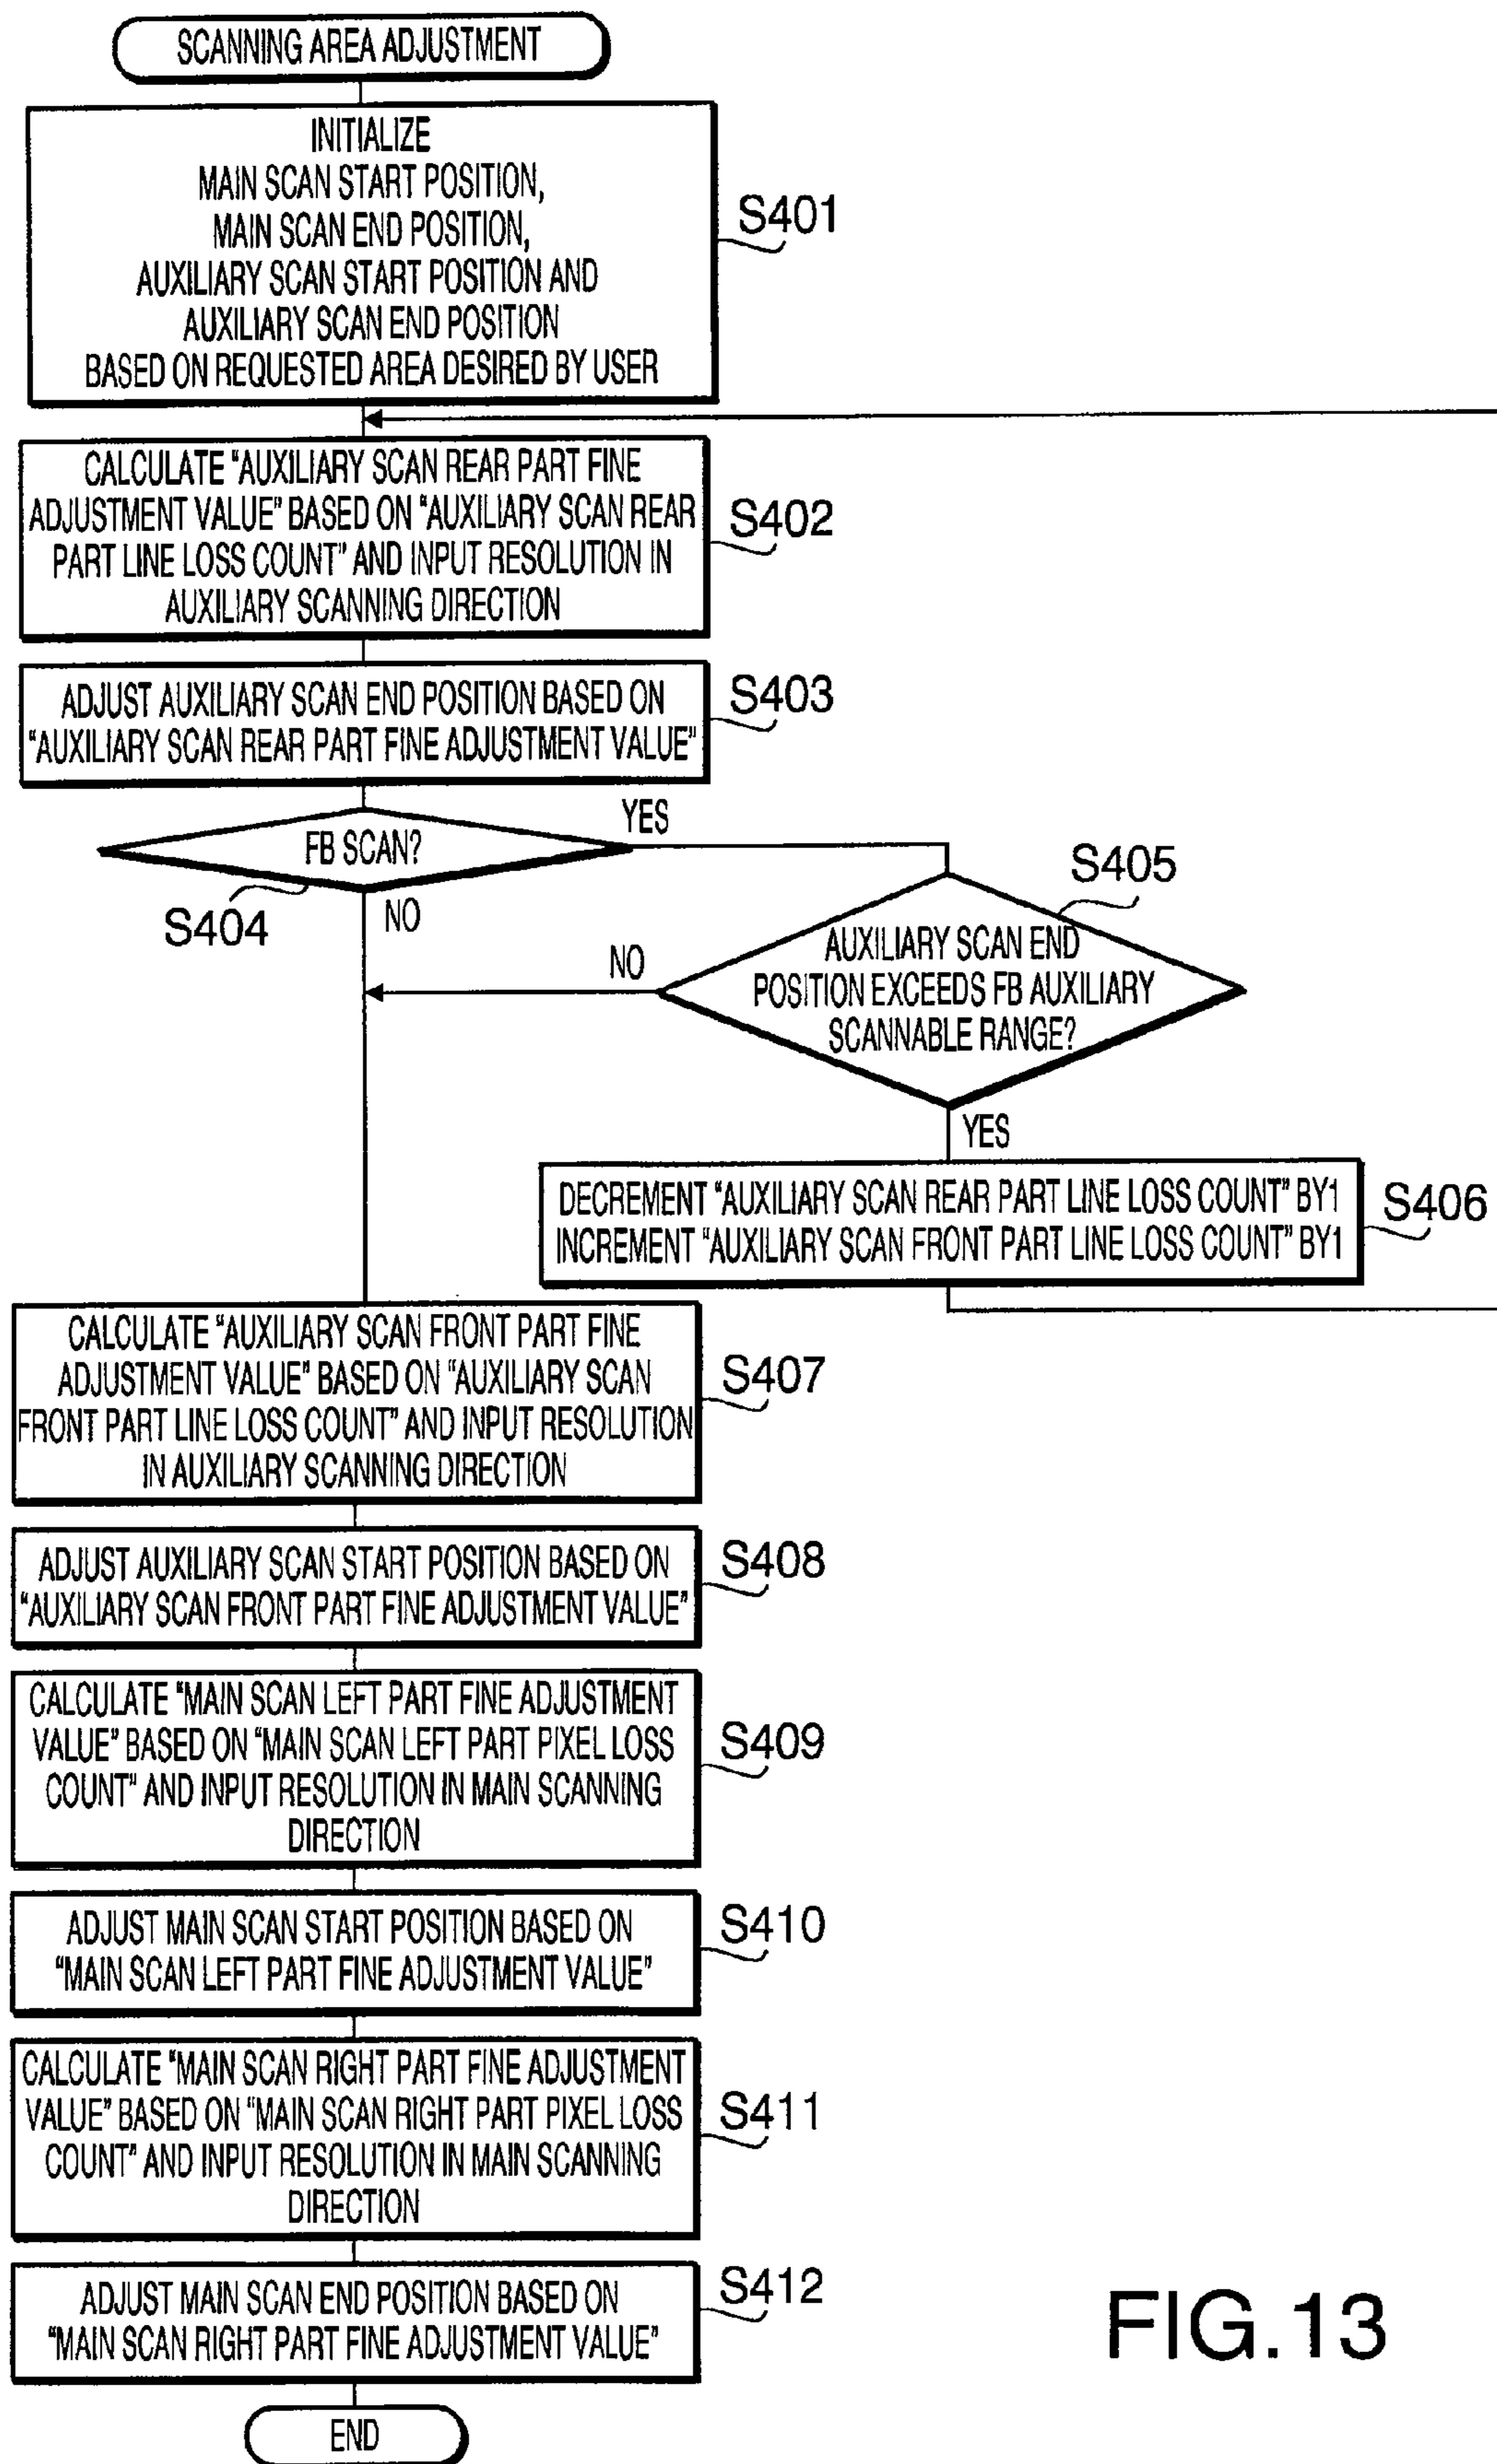 SCANNING AREA ADJUSTMENT
INITIALIZE
MAIN SCAN START POSITION,
MAIN SCAN END POSITION,
AUXILIARY SCAN START POSITION AND
AUXILIARY SCAN END POSITION
BASED ON REQUESTED AREA DESIRED BY USER
S401
CALCULATE "AUXILIARY SCAN REAR PART FINE
ADJUSTMENT VALUE" BASED ON "AUXILIARY SCAN REAR
PART LINE LOSS COUNT" AND INPUT RESOLUTION IN
AUXILIARY SCANNING DIRECTION
S402
ADJUST AUXILIARY SCAN END POSITION BASED ON
"AUXILIARY SCAN REAR PART FINE ADJUSTMENT VALUE"
S403
FB SCAN?
YES
S404
NO
S405
AUXILIARY SCAN END
POSITION EXCEEDS FB AUXILIARY
SCANNABLE RANGE?
NO
YES
DECREMENT "AUXILIARY SCAN REAR PART LINE LOSS COUNT" BY1
INCREMENT "AUXILIARY SCAN FRONT PART LINE LOSS COUNT" BY1
S406
CALCULATE "AUXILIARY SCAN FRONT PART FINE
ADJUSTMENT VALUE" BASED ON "AUXILIARY SCAN
FRONT PART LINE LOSS COUNT" AND INPUT RESOLUTION
IN AUXILIARY SCANNING DIRECTION
S407
ADJUST AUXILIARY SCAN START POSITION BASED ON
"AUXILIARY SCAN FRONT PART FINE ADJUSTMENT VALUE"
S408
CALCULATE "MAIN SCAN LEFT PART FINE ADJUSTMENT
VALUE" BASED ON "MAIN SCAN LEFT PART PIXEL LOSS
COUNT" AND INPUT RESOLUTION IN MAIN SCANNING
DIRECTION
S409
ADJUST MAIN SCAN START POSITION BASED ON
"MAIN SCAN LEFT PART FINE ADJUSTMENT VALUE"
S410
CALCULATE "MAIN SCAN RIGHT PART FINE ADJUSTMENT
VALUE" BASED ON "MAIN SCAN RIGHT PART PIXEL LOSS
COUNT" AND INPUT RESOLUTION IN MAIN SCANNING
DIRECTION
S411
ADJUST MAIN SCAN END POSITION BASED ON
"MAIN SCAN RIGHT PART FINE ADJUSTMENT VALUE"
S412
END
FIG.13